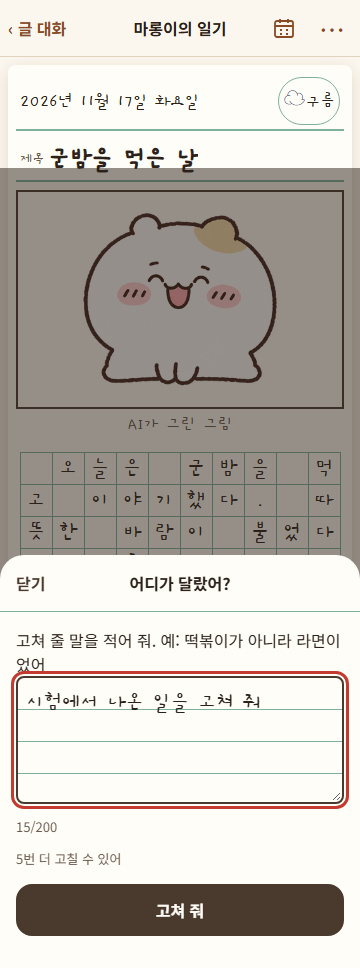 ‹ 글 대화
마롱이의 일기
2026년 11월 17일 화요일
구름
제목 군밤을 먹은 날
AI가 그린 그림
오늘은 군밤을 먹
고 이야기했다. 따
뜻한 바람이 불었다
닫기
어디가 달랐어?
고쳐 줄 말을 적어 줘. 예: 떡볶이가 아니라 라면이
었어
시험에서 나온 일을 고쳐 줘
15/200
5번 더 고칠 수 있어
고쳐 줘